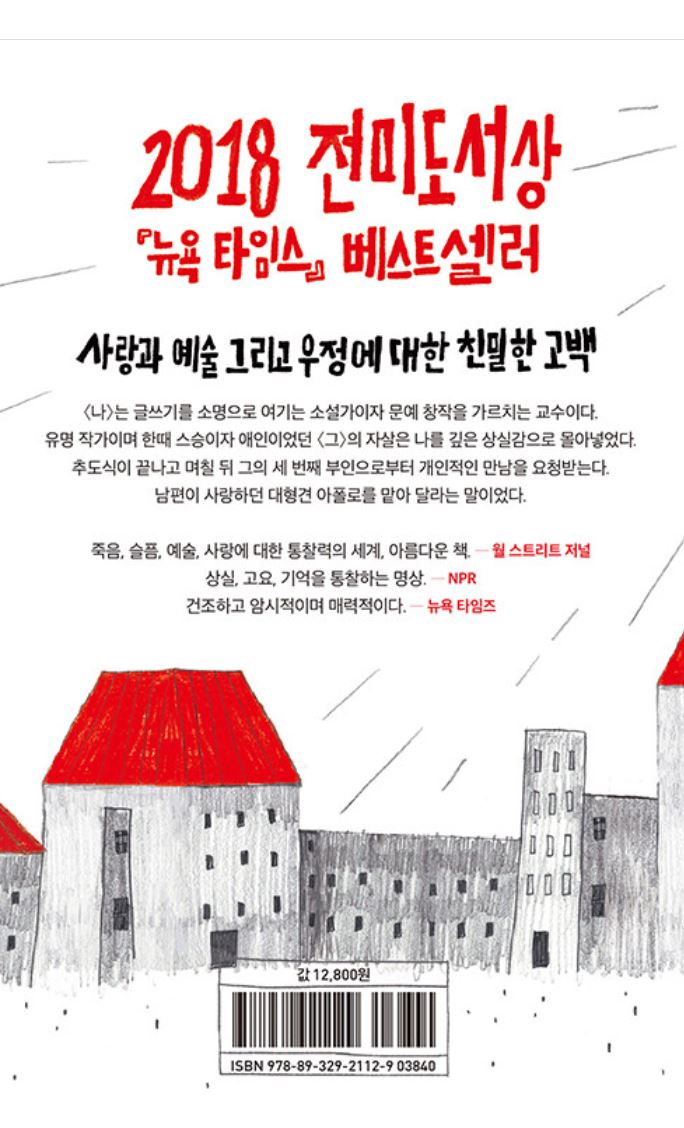 2018 전미도서상
『뉴욕 타임스』 베스트셀러
사랑과 예술 그리고 우정에 대한 친밀한 고백
〈나〉는 글쓰기를 소명으로 여기는 소설가이자 문예 창작을 가르치는 교수이다.
유명 작가이며 한때 스승이자 애인이었던 〈그〉의 자살은 나를 깊은 상실감으로 몰아넣었다.
추도식이 끝나고 며칠 뒤 그의 세 번째 부인으로부터 개인적인 만남을 요청받는다.
남편이 사랑하던 대형견 아폴로를 맡아 달라는 말이었다.
죽음, 슬픔, 예술, 사랑에 대한 통찰력의 세계, 아름다운 책. — 월 스트리트 저널
상실, 고요, 기억을 통찰하는 명상. — NPR
건조하고 암시적이며 매력적이다. — 뉴욕 타임즈
값 12,800원
ISBN 978-89-329-2112-9 03840